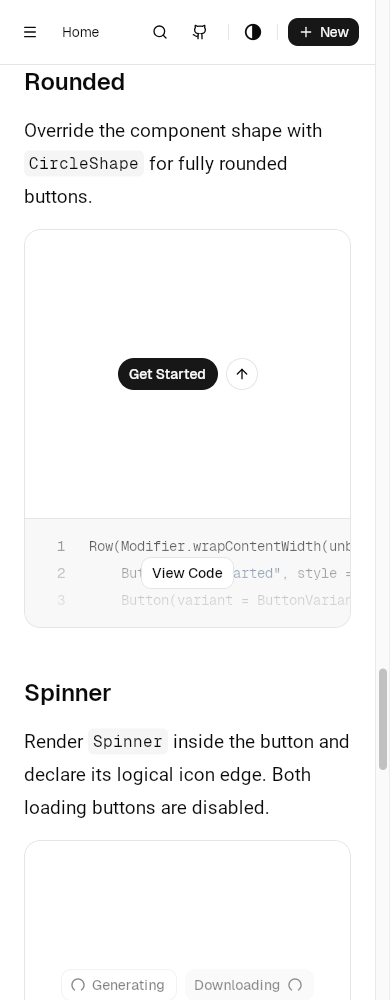 Home
New
Rounded
Override the component shape with
CircleShape for fully rounded
buttons.
Get Started
1 Row(Modifier.wrapContentWidth(unb
2 But arted", style =
View Code
3 Button(variant = ButtonVarian
Spinner
Render Spinner inside the button and
declare its logical icon edge. Both
loading buttons are disabled.
Generating
Downloading